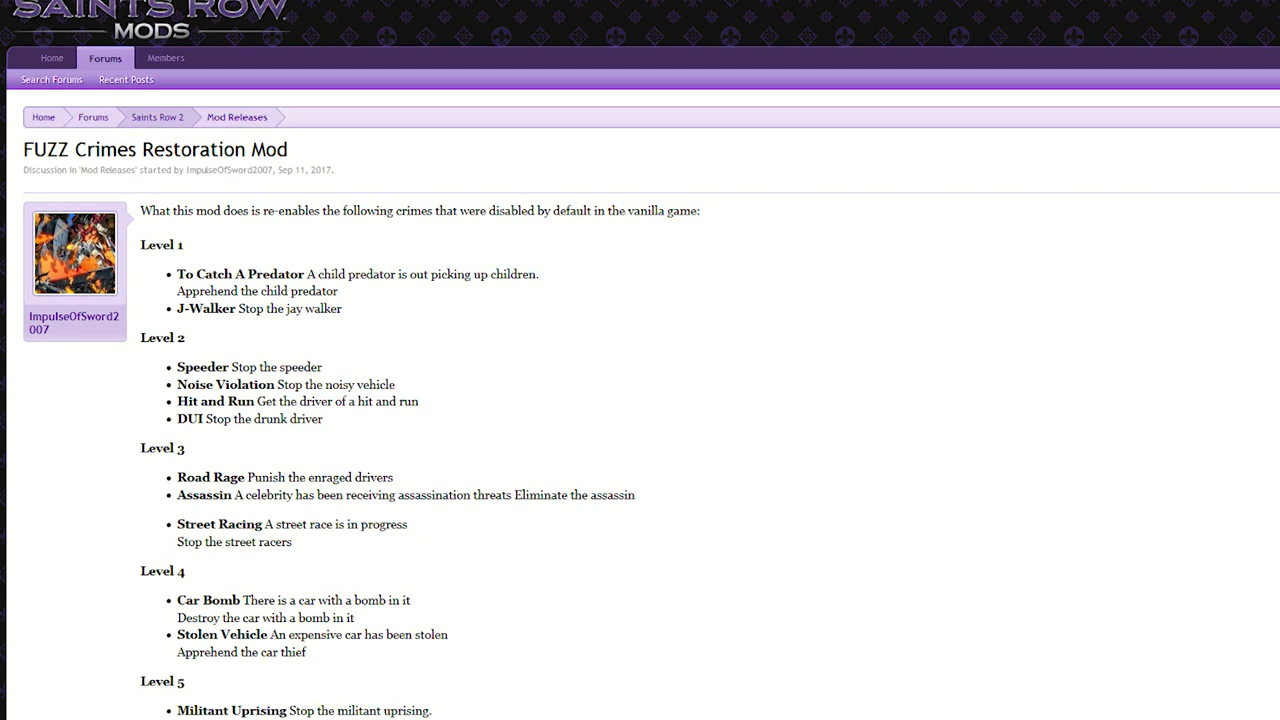 SAINTS ROW
MODS
Home Forums Members
Search Forums Recent Posts
Home Forums Saints Row 2 Mod Releases
FUZZ Crimes Restoration Mod
Discussion in 'Mod Releases' started by ImpulseOfSword2007, Sep 11, 2017.
ImpulseOfSword2
007
What this mod does is re-enables the following crimes that were disabled by default in the vanilla game:
Level 1
• To Catch A Predator A child predator is out picking up children.
Apprehend the child predator
• J-Walker Stop the jay walker
Level 2
• Speeder Stop the speeder
• Noise Violation Stop the noisy vehicle
• Hit and Run Get the driver of a hit and run
• DUI Stop the drunk driver
Level 3
• Road Rage Punish the enraged drivers
• Assassin A celebrity has been receiving assassination threats Eliminate the assassin
• Street Racing A street race is in progress
Stop the street racers
Level 4
• Car Bomb There is a car with a bomb in it
Destroy the car with a bomb in it
• Stolen Vehicle An expensive car has been stolen
Apprehend the car thief
Level 5
• Militant Uprising Stop the militant uprising.